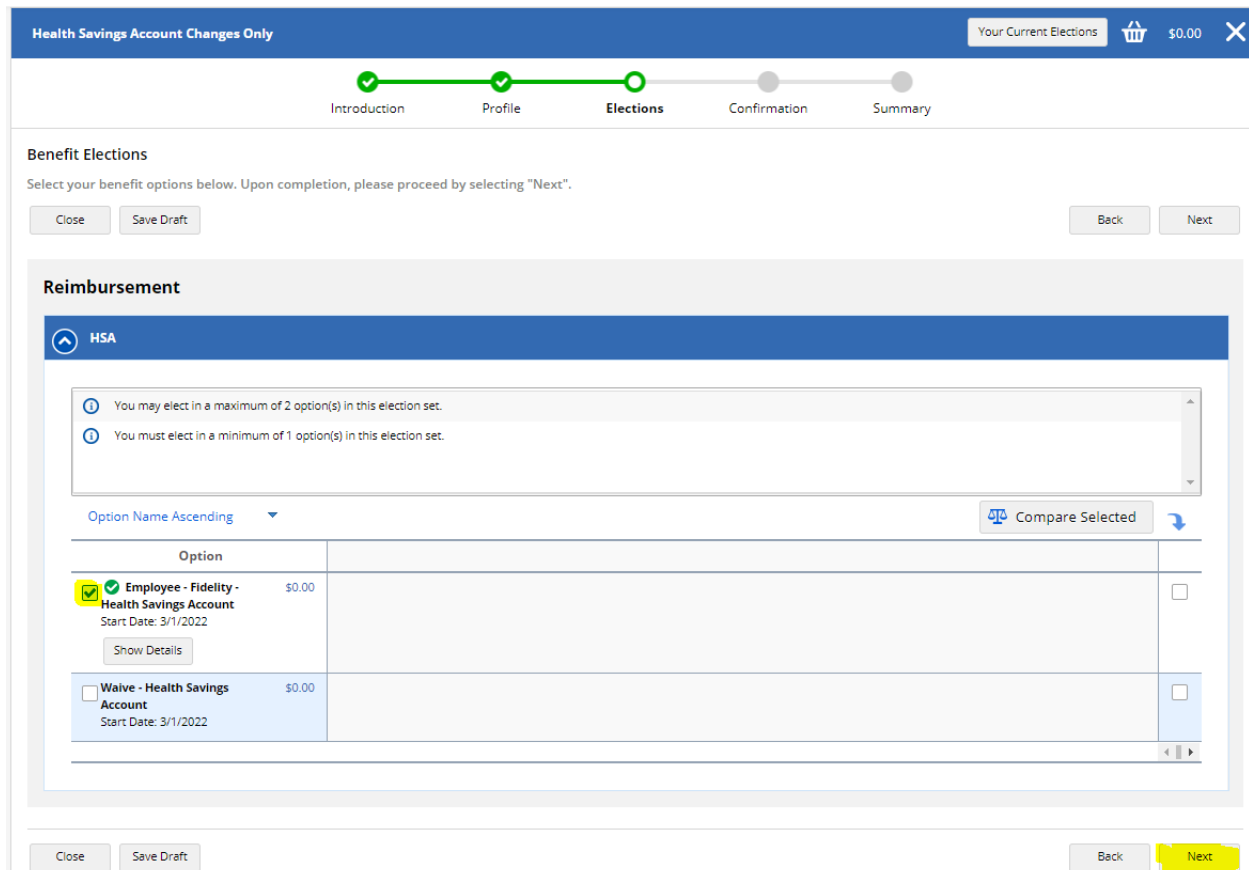 Health Savings Account Changes Only
Your Current Elections
$0.00
Introduction
Profile
Elections
Confirmation
Summary
Benefit Elections
Select your benefit options below. Upon completion, please proceed by selecting "Next".
Close
Save Draft
Back
Next
Reimbursement
HSA
You may elect in a maximum of 2 option(s) in this election set.
You must elect in a minimum of 1 option(s) in this election set.
Option Name Ascending
Compare Selected
Option
Employee - Fidelity - $0.00
Health Savings Account
Start Date: 3/1/2022
Show Details
Waive - Health Savings $0.00
Account
Start Date: 3/1/2022
Close
Save Draft
Back
Next